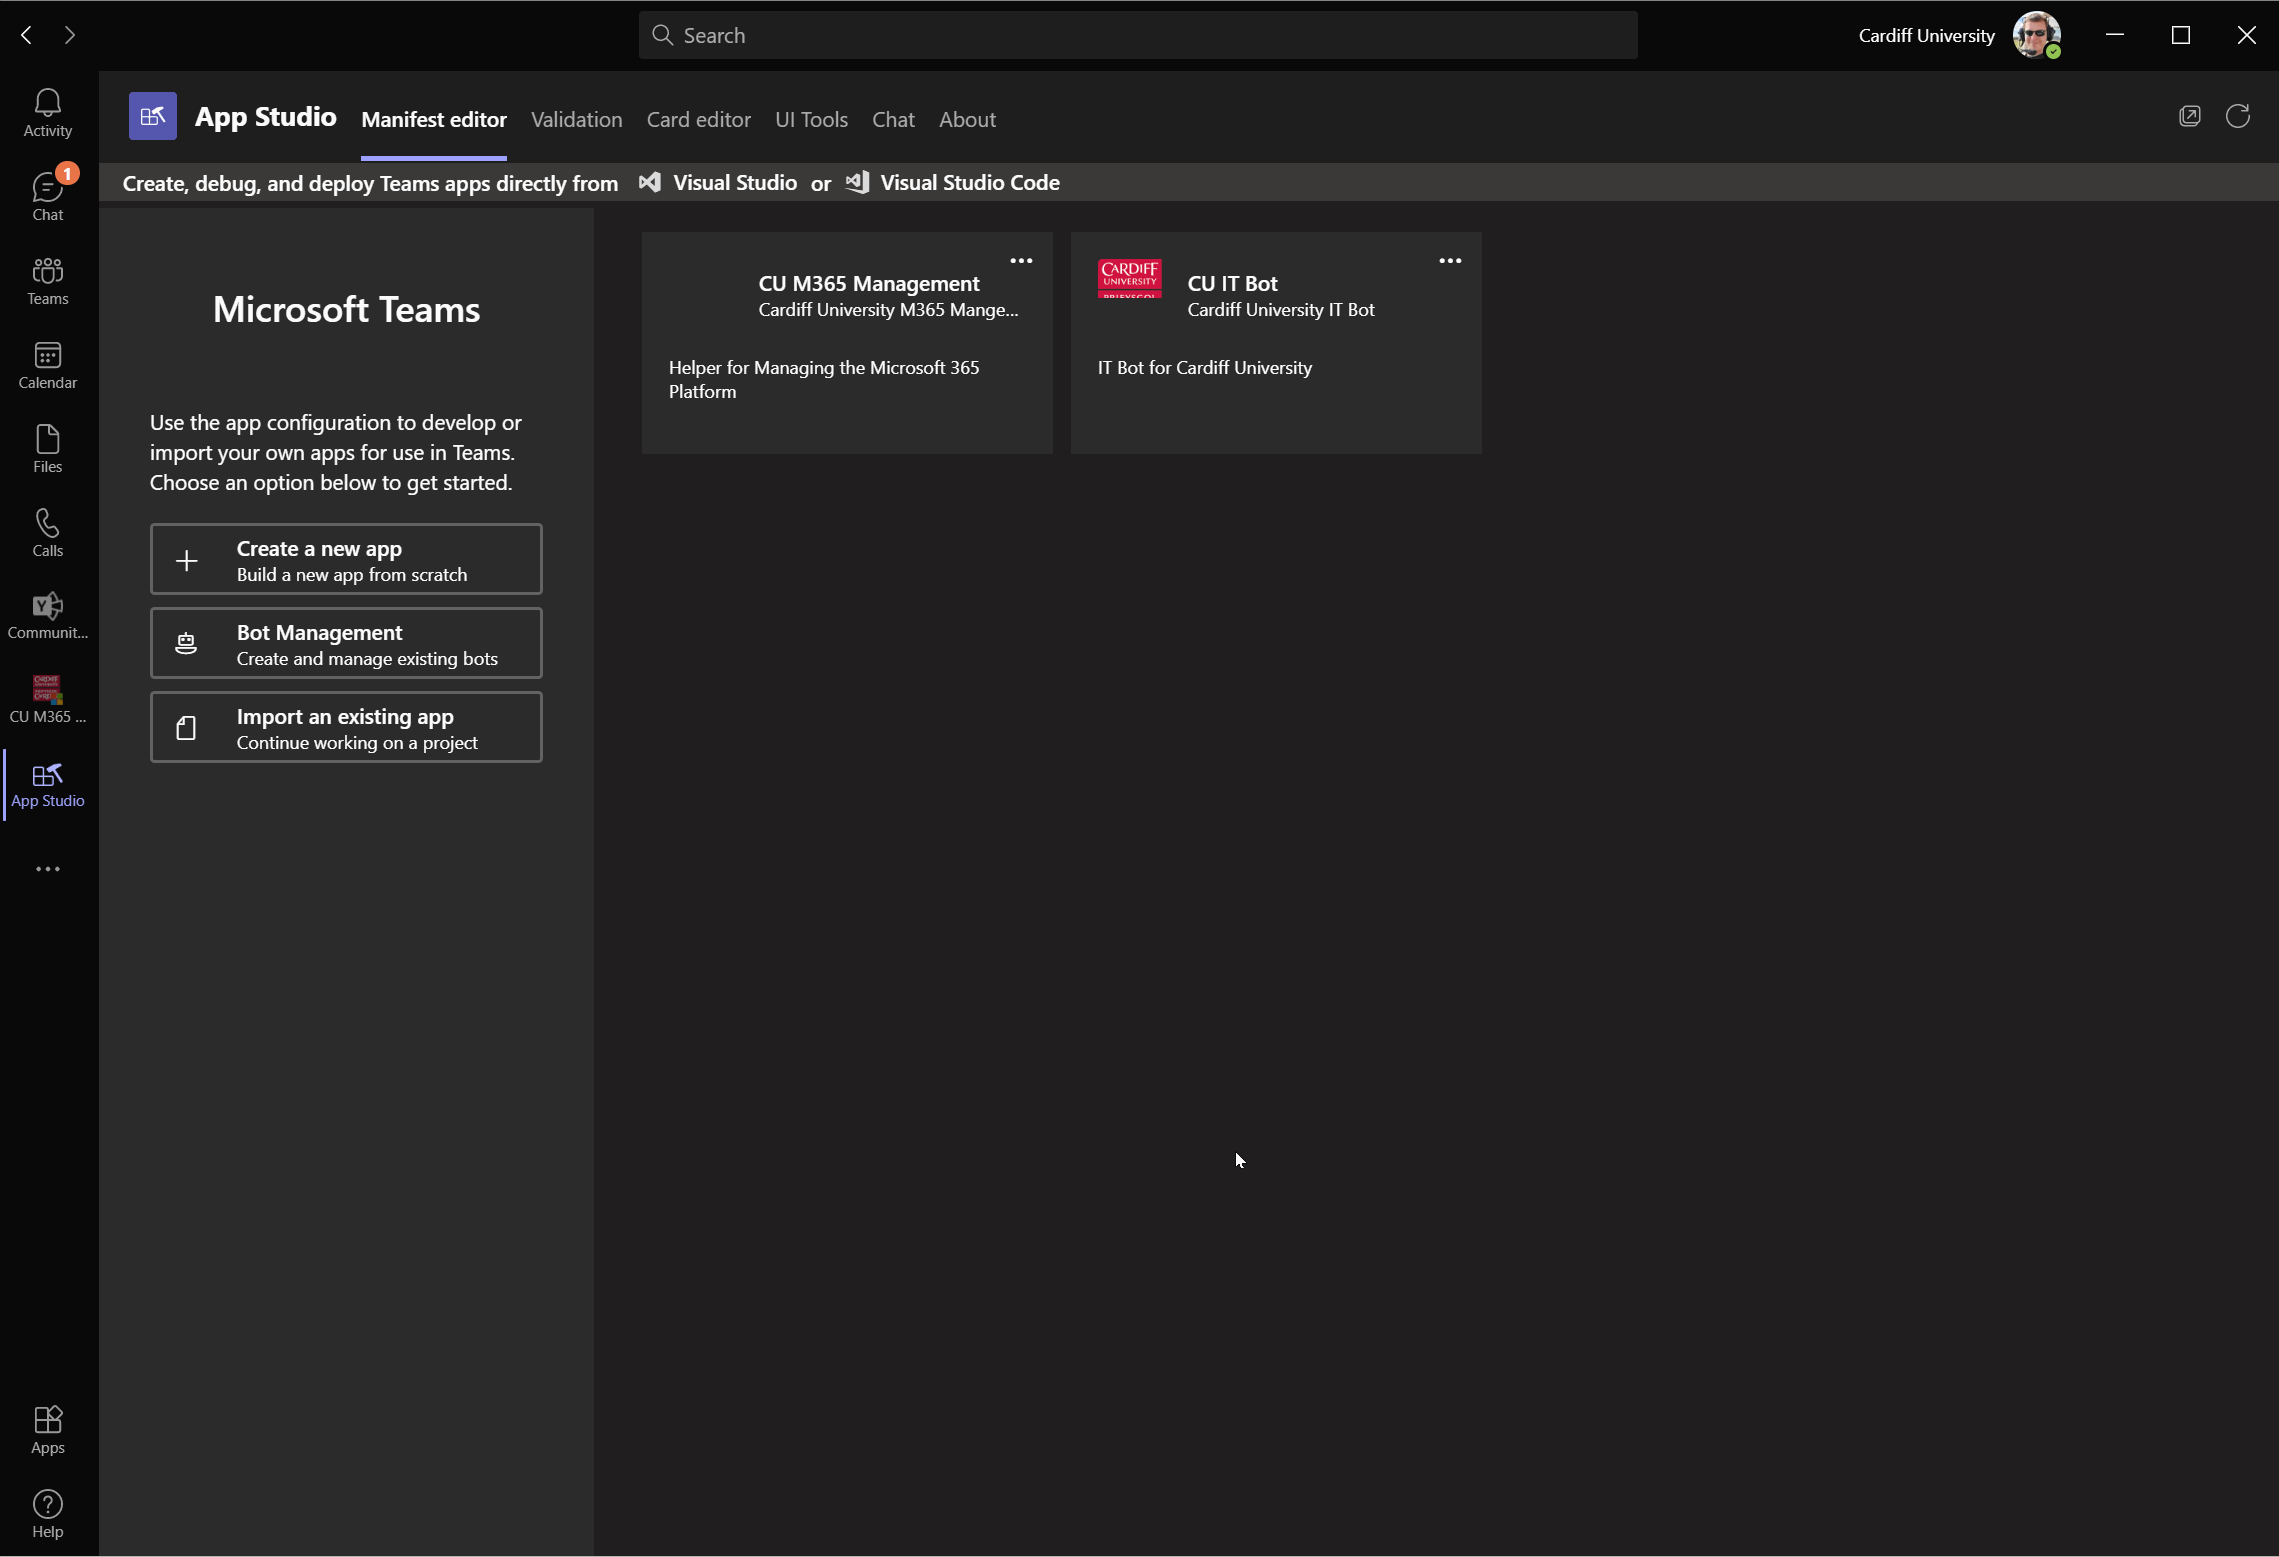 Search
Cardiff University
Activity
1
Chat
Teams
Calendar
Files
Calls
Communit...
CU M365 ...
App Studio
Apps
Help
App Studio
Manifest editor
Validation
Card editor
UI Tools
Chat
About
Create, debug, and deploy Teams apps directly from Visual Studio or Visual Studio Code
Microsoft Teams
Use the app configuration to develop or
import your own apps for use in Teams.
Choose an option below to get started.
Create a new app
Build a new app from scratch
Bot Management
Create and manage existing bots
Import an existing app
Continue working on a project
CU M365 Management
Cardiff University M365 Mange...
Helper for Managing the Microsoft 365
Platform
CARDIFF
UNIVERSITY
CU IT Bot
Cardiff University IT Bot
IT Bot for Cardiff University